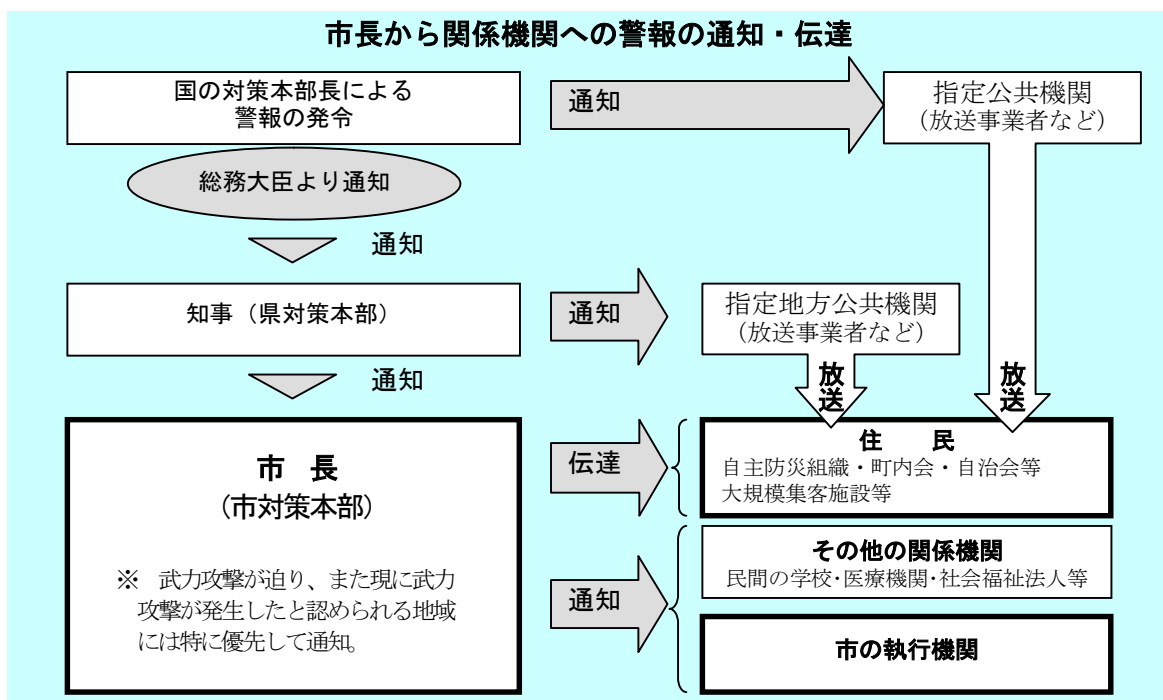 市長から関係機関への警報の通知・伝達
国の対策本部長による
警報の発令
通知
指定公共機関
(放送事業者など)
総務大臣より通知
通知
知事(県対策本部)
通知
指定地方公共機関
(放送事業者など)
通知
放送
放送
市 長
(市対策本部)
※ 武力攻撃が迫り、また現に武力
攻撃が発生したと認められる地域
には特に優先して通知。
伝達
住 民
自主防災組織・町内会・自治会等
大規模集客施設等
通知
その他の関係機関
民間の学校・医療機関・社会福祉法人等
市の執行機関